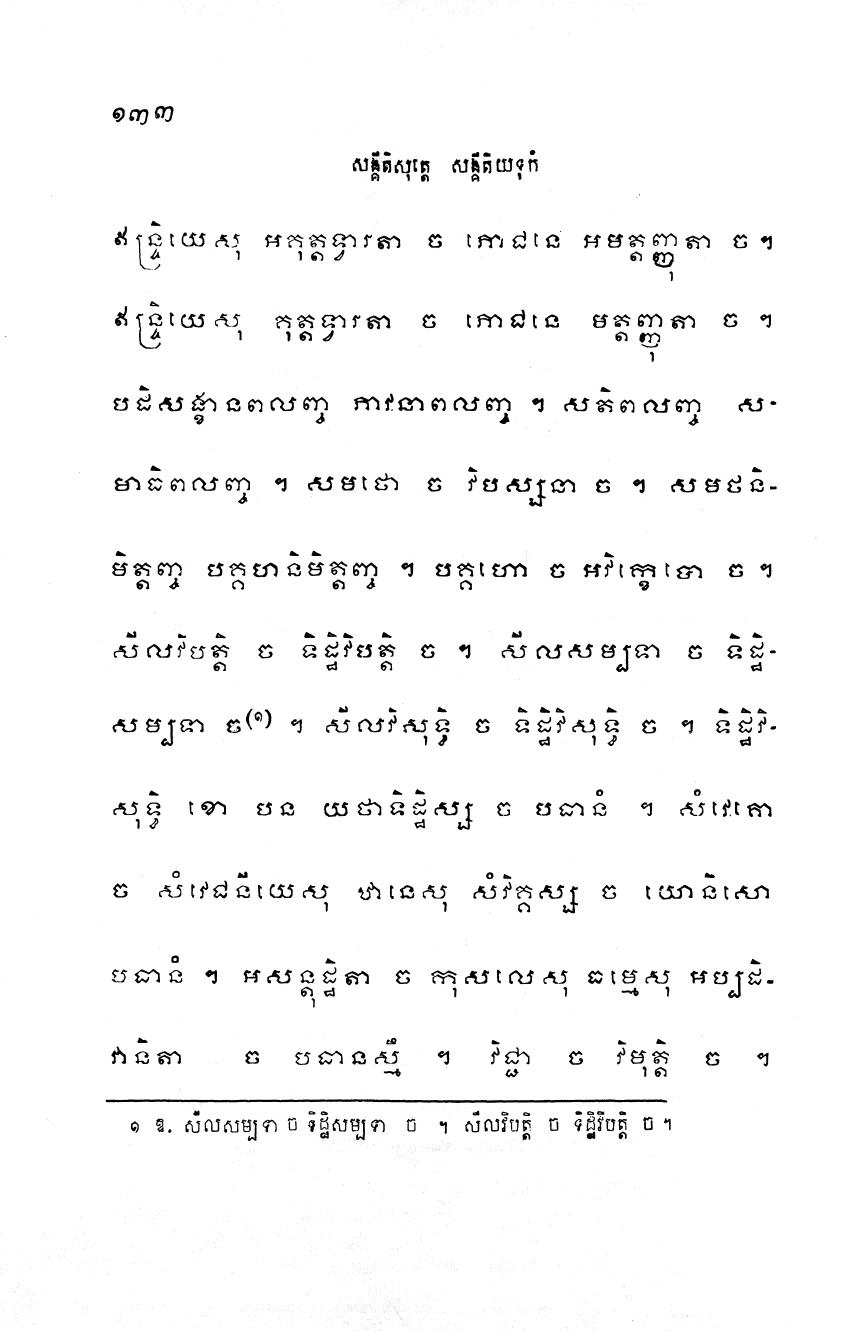 ១៣៣
សង្គីតិសុត្តេ សង្គីតិយទុកំ
ឥន្ទ្រិយេសុ អគុត្តទ្វារតា ច ភោជនេ អមត្តញ្ញុតា ច ។
ឥន្ទ្រិយេសុ គុត្តទ្វារតា ច ភោជនេ មត្តញ្ញុតា ច ។
បដិសង្ខានពលញ្ច ភាវនាពលញ្ច ។ សតិពលញ្ច ស-
មាធិពលញ្ច ។ សមថោ ច វិបស្សនា ច ។ សមថនិ-
មិត្តញ្ច បគ្គហនិមិត្តញ្ច ។ បគ្គហោ ច អវិក្ខេបោ ច ។
សីលវិបត្តិ ច ទិដ្ឋិវិបត្តិ ច ។ សីលសម្បទា ច ទិដ្ឋិ-
សម្បទា ច(១) ។ សីលវិសុទ្ធិ ច ទិដ្ឋិវិសុទ្ធិ ច ។ ទិដ្ឋិវិ-
សុទ្ធិ ខោ បន យថាទិដ្ឋិស្ស ច បធានំ ។ សំវេគោ
ច សំវេជនីយេសុ ឋានេសុ សំវិគ្គស្ស ច យោនិសោ
បធានំ ។ អសន្តុដ្ឋិតា ច កុសលេសុ ធម្មេសុ អប្បដិ-
វានិតា ច បធានស្មឹ ។ វិជ្ជា ច វិមុត្តិ ច ។
១ ឱ. សីលសម្បទា ច ទិដ្ឋិសម្បទា ច ។ សីលវិបត្តិ ច ទិដ្ឋិវិបត្តិ ច ។